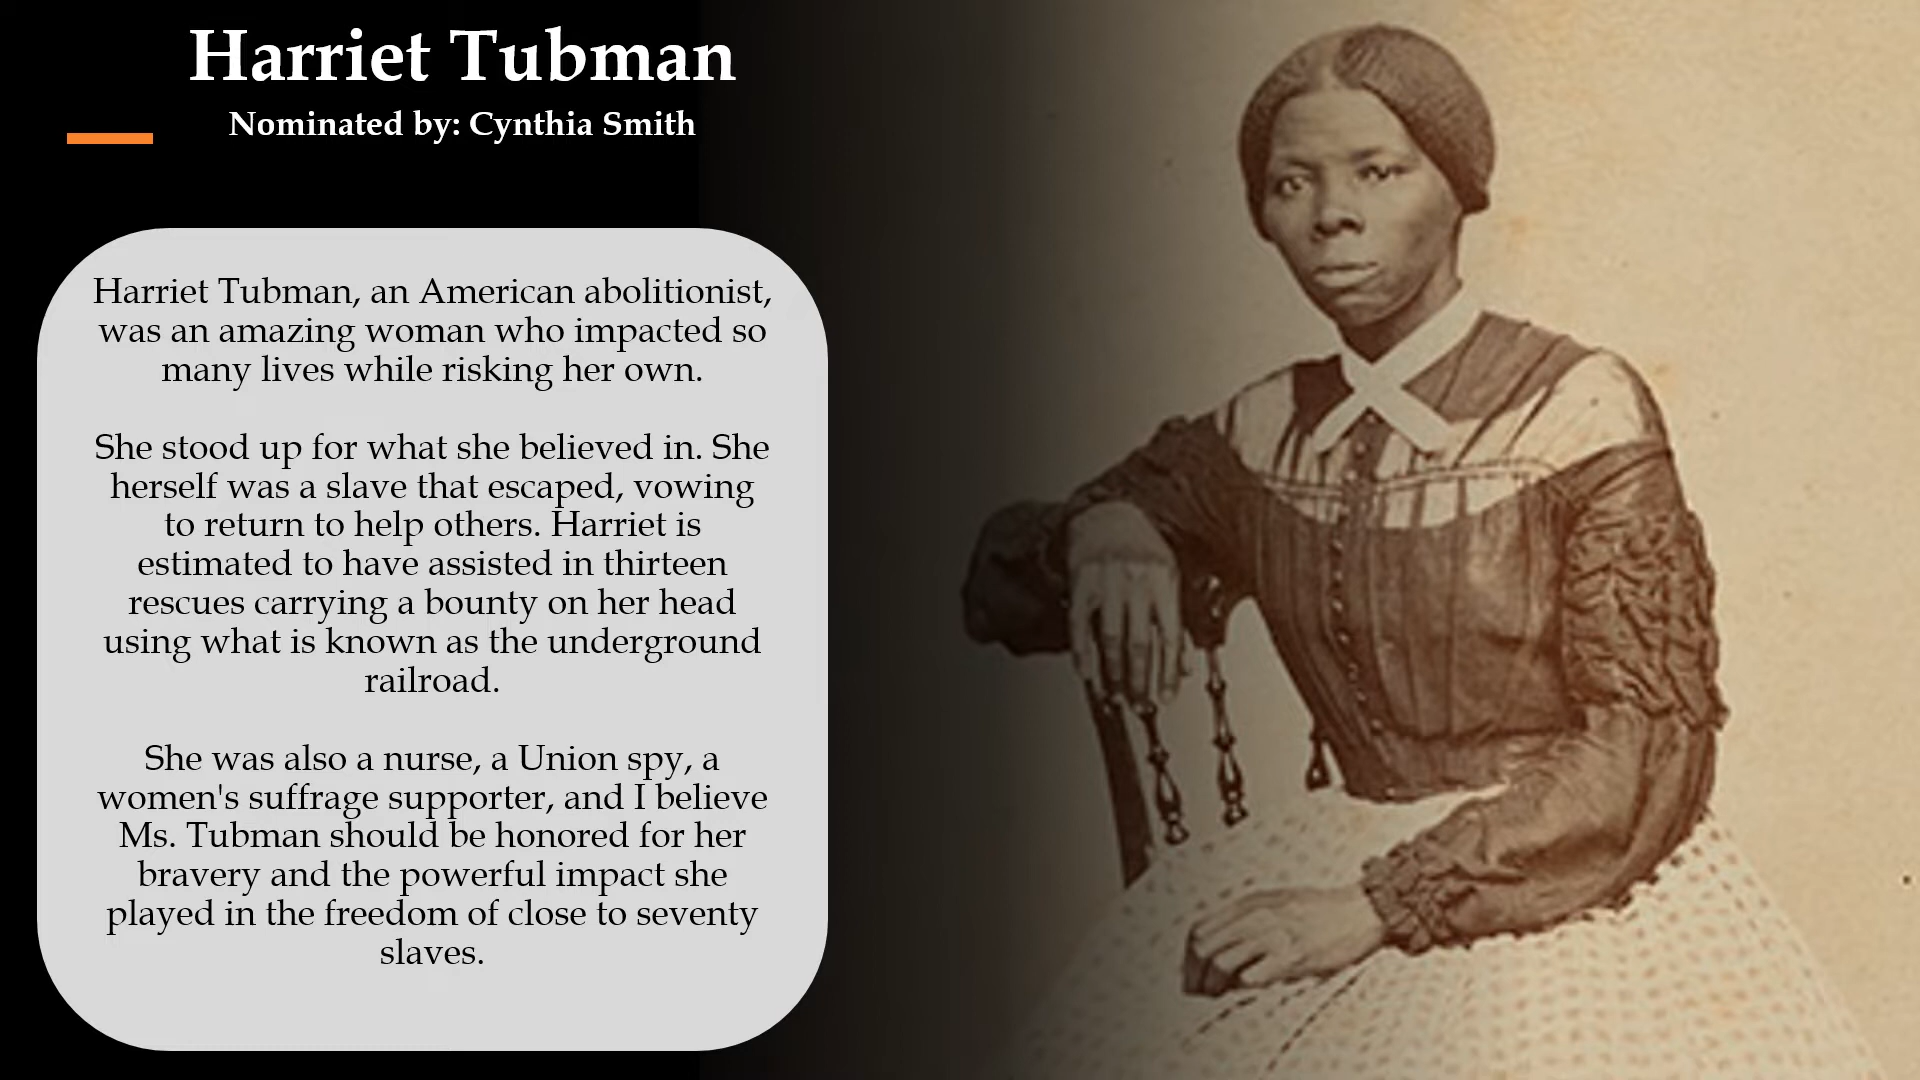 Harriet Tubman
Nominated by: Cynthia Smith
Harriet Tubman, an American abolitionist,
was an amazing woman who impacted so
many lives while risking her own.
She stood up for what she believed in. She
herself was a slave that escaped, vowing
to return to help others. Harriet is
estimated to have assisted in thirteen
rescues carrying a bounty on her head
using what is known as the underground
railroad.
She was also a nurse, a Union spy, a
women's suffrage supporter, and I believe
Ms. Tubman should be honored for her
bravery and the powerful impact she
played in the freedom of close to seventy
slaves.